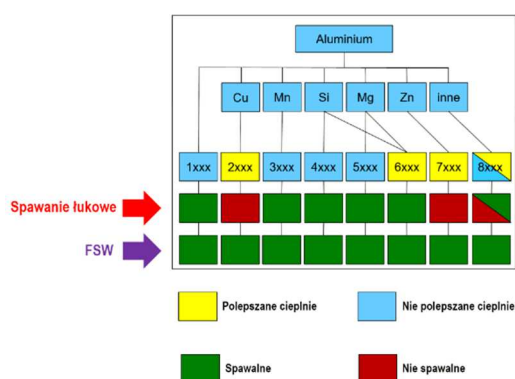 Aluminium
Cu Mn Si Mg Zn inne
1xxx 2xxx 3xxx 4xxx 5xxx 6xxx 7xxx 8xxx
Spawanie łukowe
FSW
Polepszane cieplnie
Nie polepszane cieplnie
Spawalne
Nie spawalne